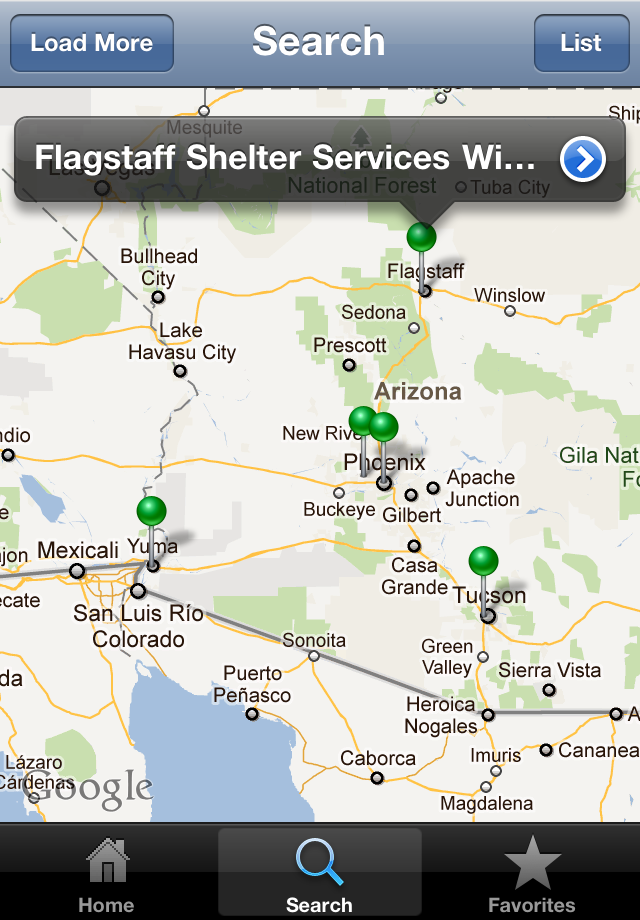 Load More
Search
List
Mesquite
Ship
Flagstaff Shelter Services Wi...
Las Vegas
National Forest
Tuba City
Bullhead
City
Flagstaff
Winslow
Lake
Havasu City
Sedona
Prescott
Arizona
ndio
New Rive
Phoenix
Gila Nat
Fo
Apache
Junction
Buckeye
Gilbert
e
jon
Mexicali
Yuma
Casa
Grande
Tucson
ecate
San Luis Río
Colorado
Sonoita
Green
Valley
Sierra Vista
da
Puerto
Peñasco
Heroica
Nogales
A
Lázaro
Cárdenas
Google
Caborca
Imuris
Cananea
Magdalena
Home
Search
Favorites